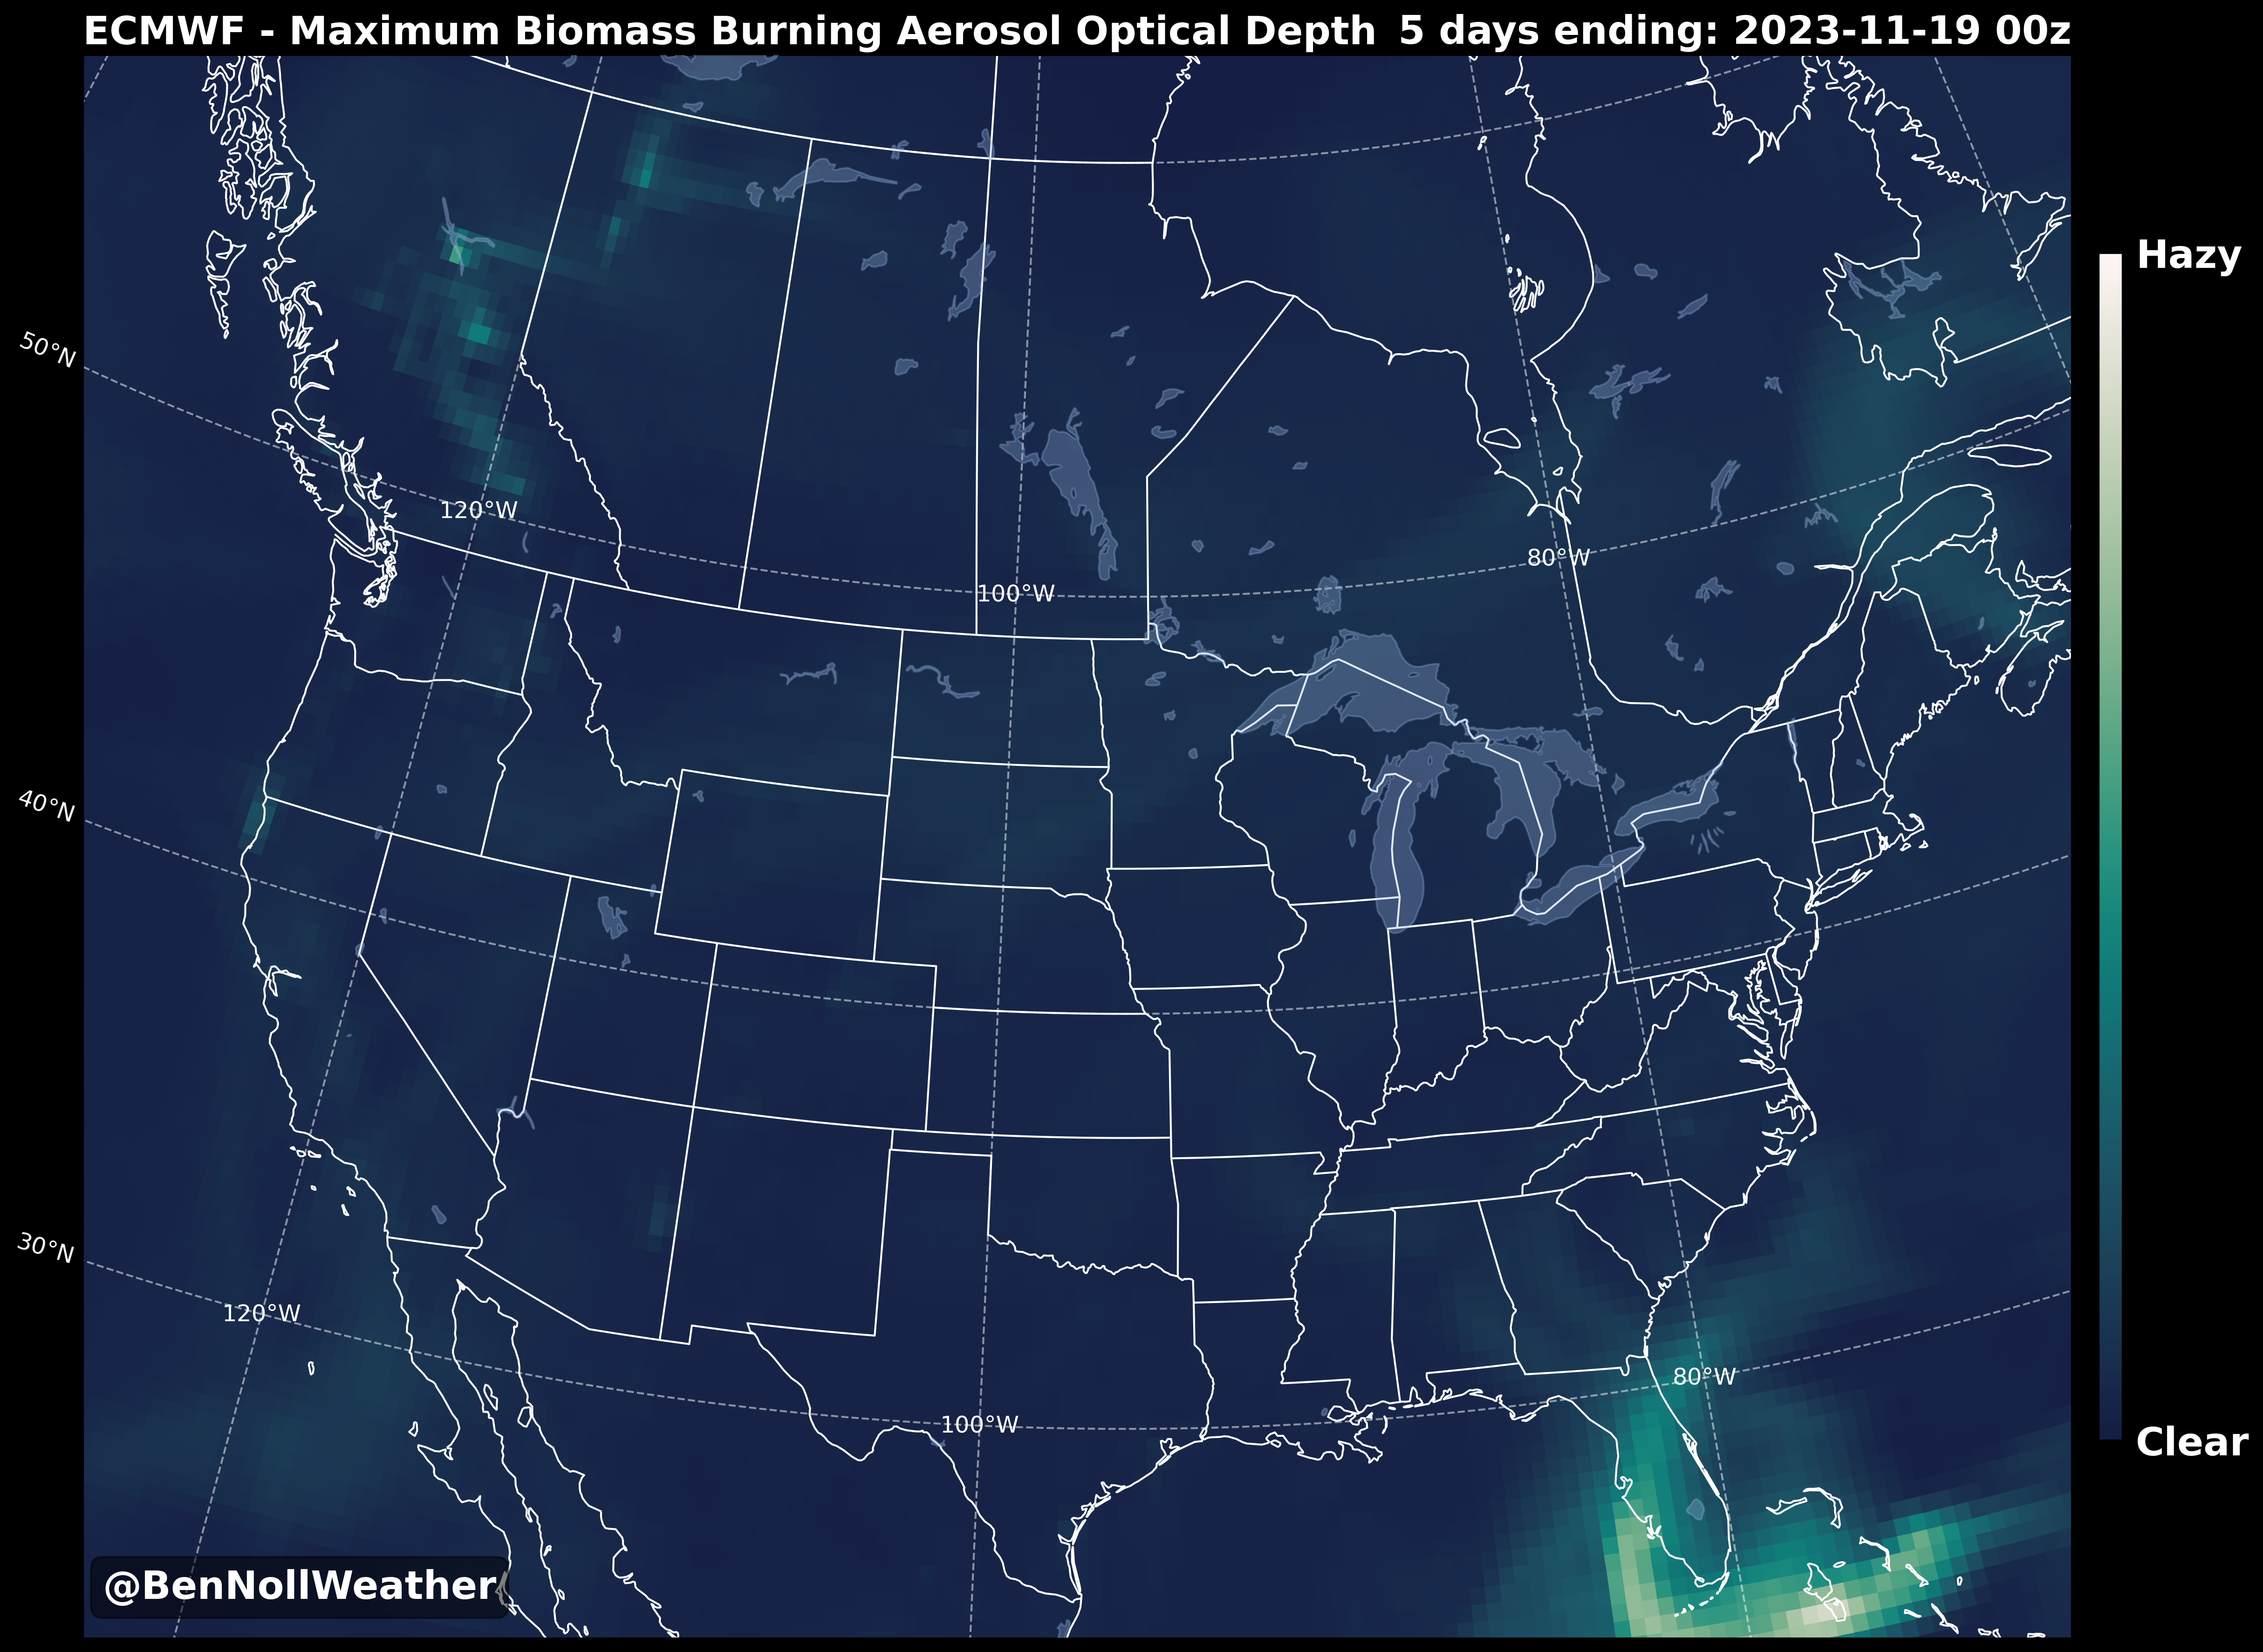 ECMWF - Maximum Biomass Burning Aerosol Optical Depth 5 days ending: 2023-11-19 00z
Hazy
50°N
120°W
80°W
100°W
40°N
30°N
120°W
80°W
100°W
Clear
@BenNollWeather